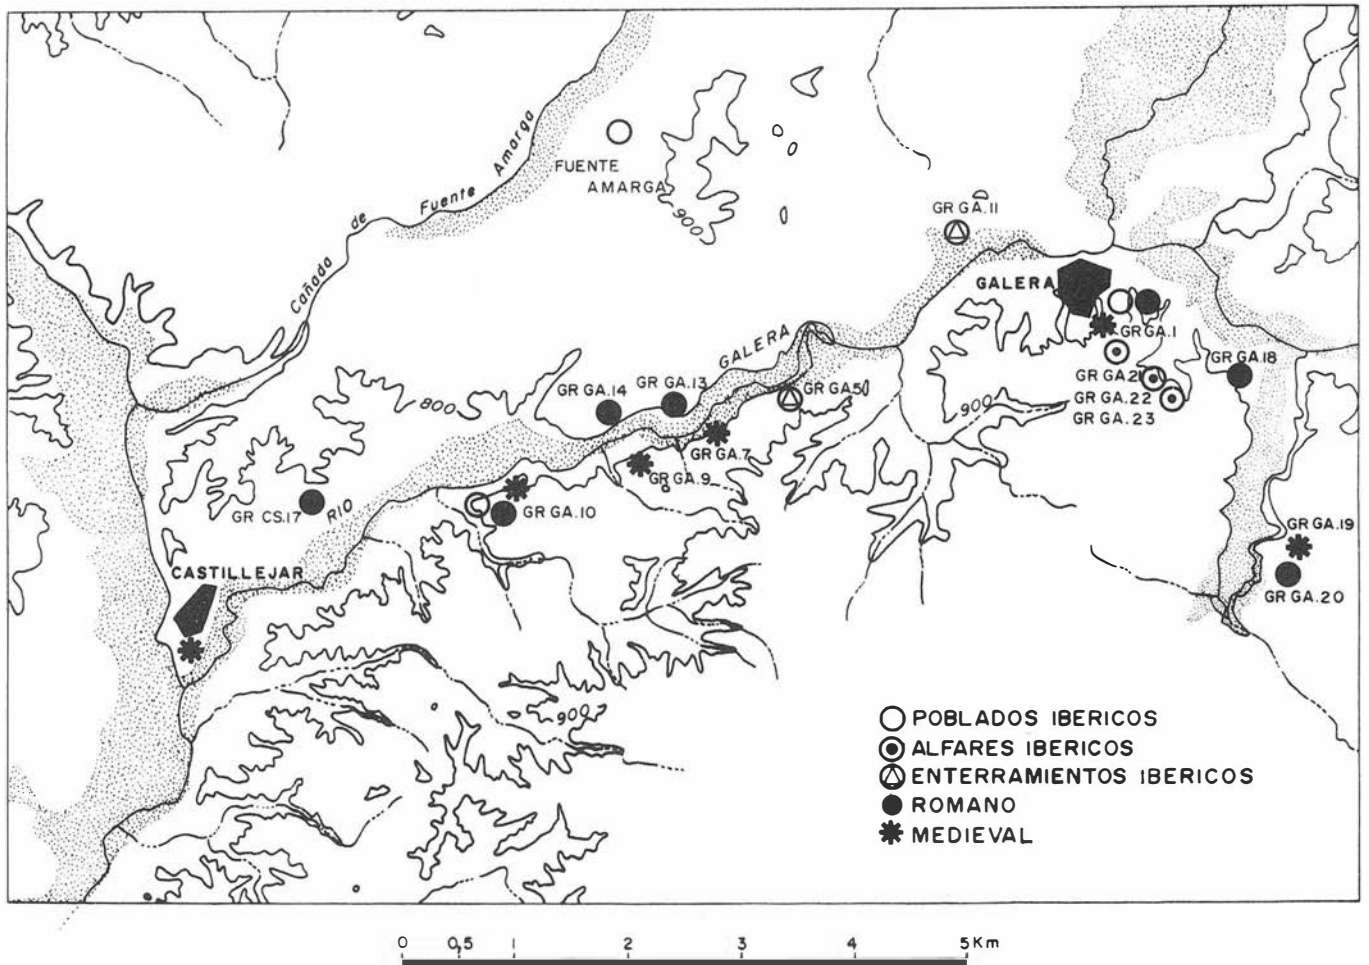 Cañada de Fuente Amarga
FUENTE
AMARGA
900
GR GA.11
GALERA
GR GA.1
GR GA.18
GALERA
GR GA.14
GR GA.13
GR GA.5
GR GA.2
GR GA.22
GR GA.23
900
800
GR GA.7
GR GA.9
GR CS.17
RIO
GR GA.10
GR GA.19
GR GA.20
CASTILLEJAR
900
POBLADOS IBERICOS
ALFARES IBERICOS
ENTERRAMIENTOS IBERICOS
ROMANO
MEDIEVAL
0 0,5 1 2 3 4 5 Km